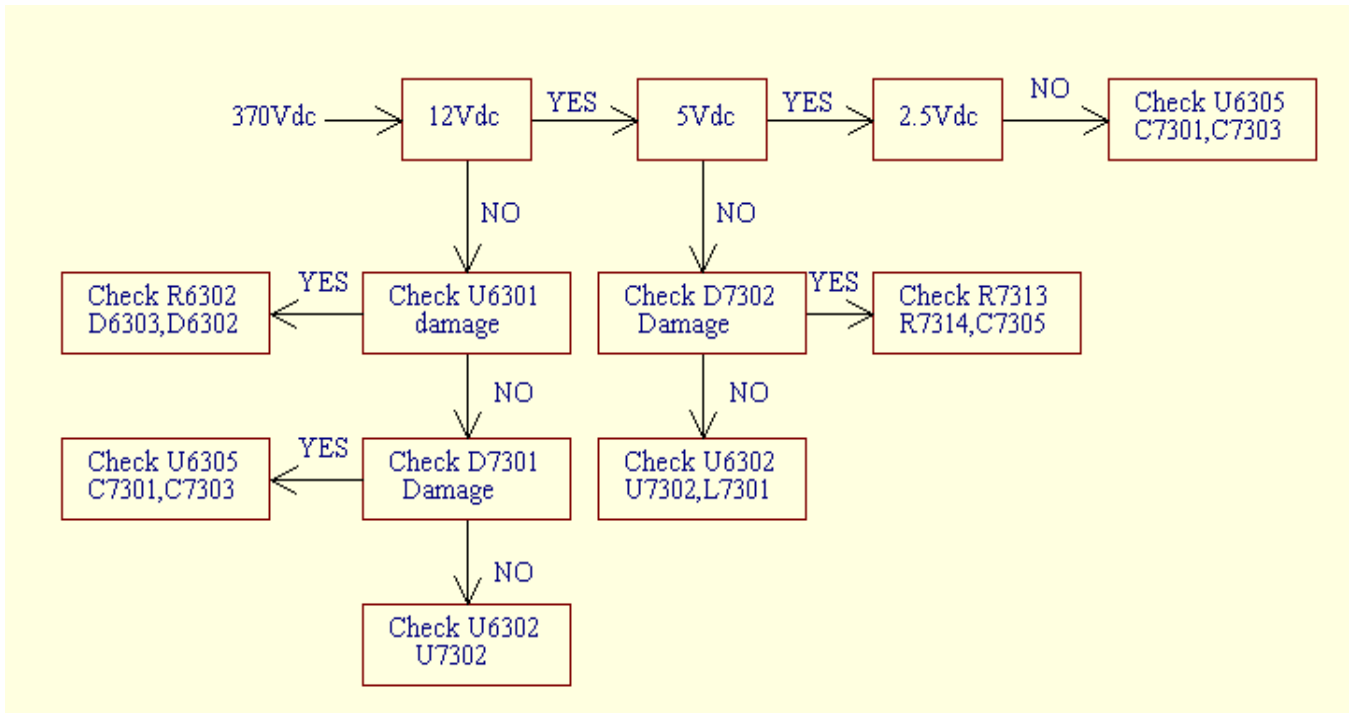 370Vdc
12Vdc
YES
5Vdc
YES
2.5Vdc
NO
Check U6305
C7301,C7303
NO
NO
Check R6302
D6303,D6302
YES
Check U6301
damage
Check D7302
Damage
YES
Check R7313
R7314,C7305
NO
NO
Check U6305
C7301,C7303
YES
Check D7301
Damage
Check U6302
U7302,L7301
NO
Check U6302
U7302